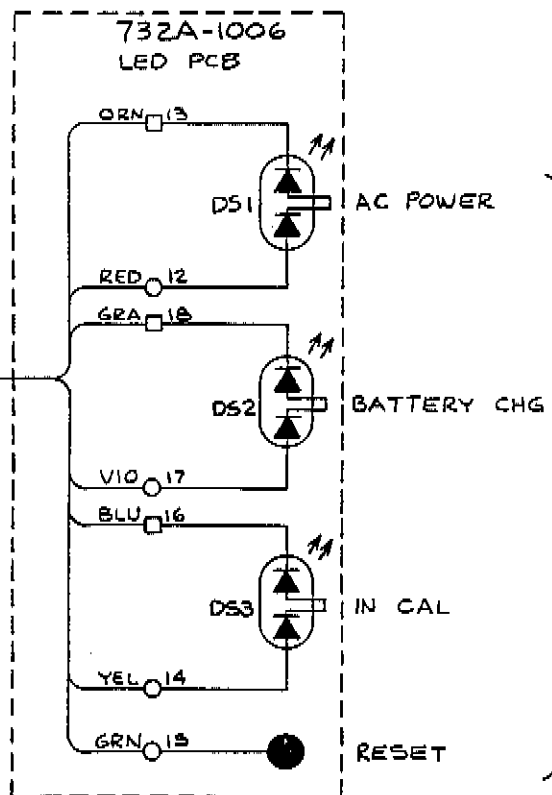 732A-1006
LED PCB
ORN 13
DS1 AC POWER
RED 12
GRA 18
DS2 BATTERY CHG
VIO 17
BLU 16
DS3 IN CAL
YEL 14
GRN 15 RESET